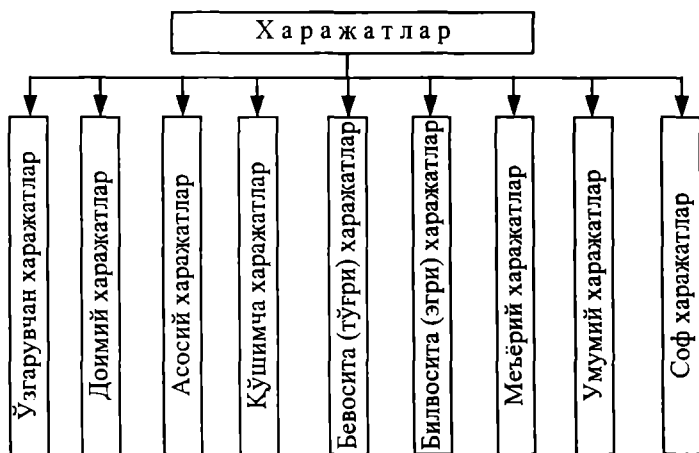 Харажатлар
Ўзгарувчан харажатлар
Доимий харажатлар
Асосий харажатлар
Қўшимча харажатлар
Бевосита (тўғри) харажатлар
Билвосита (эгри) харажатлар
Меъёрий харажатлар
Умумий харажатлар
Соф харажатлар